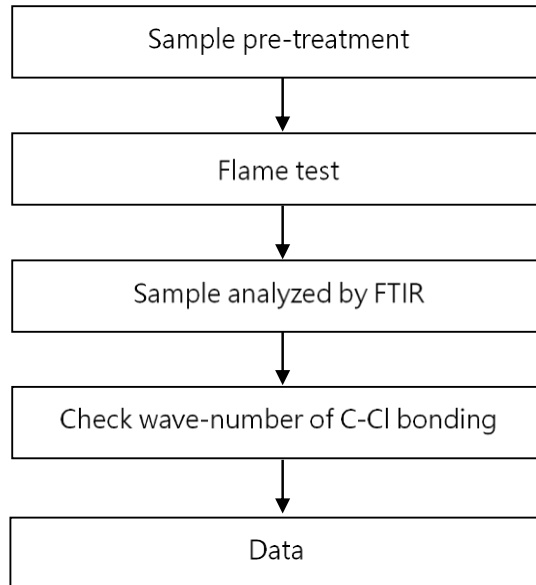 Sample pre-treatment
Flame test
Sample analyzed by FTIR
Check wave-number of C-Cl bonding
Data